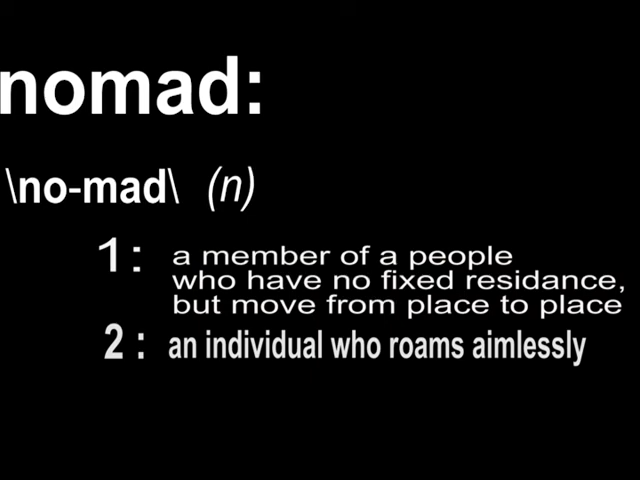 nomad:
\no-mad\ (n)
1: a member of a people
who have no fixed residance,
but move from place to place
2: an individual who roams aimlessly